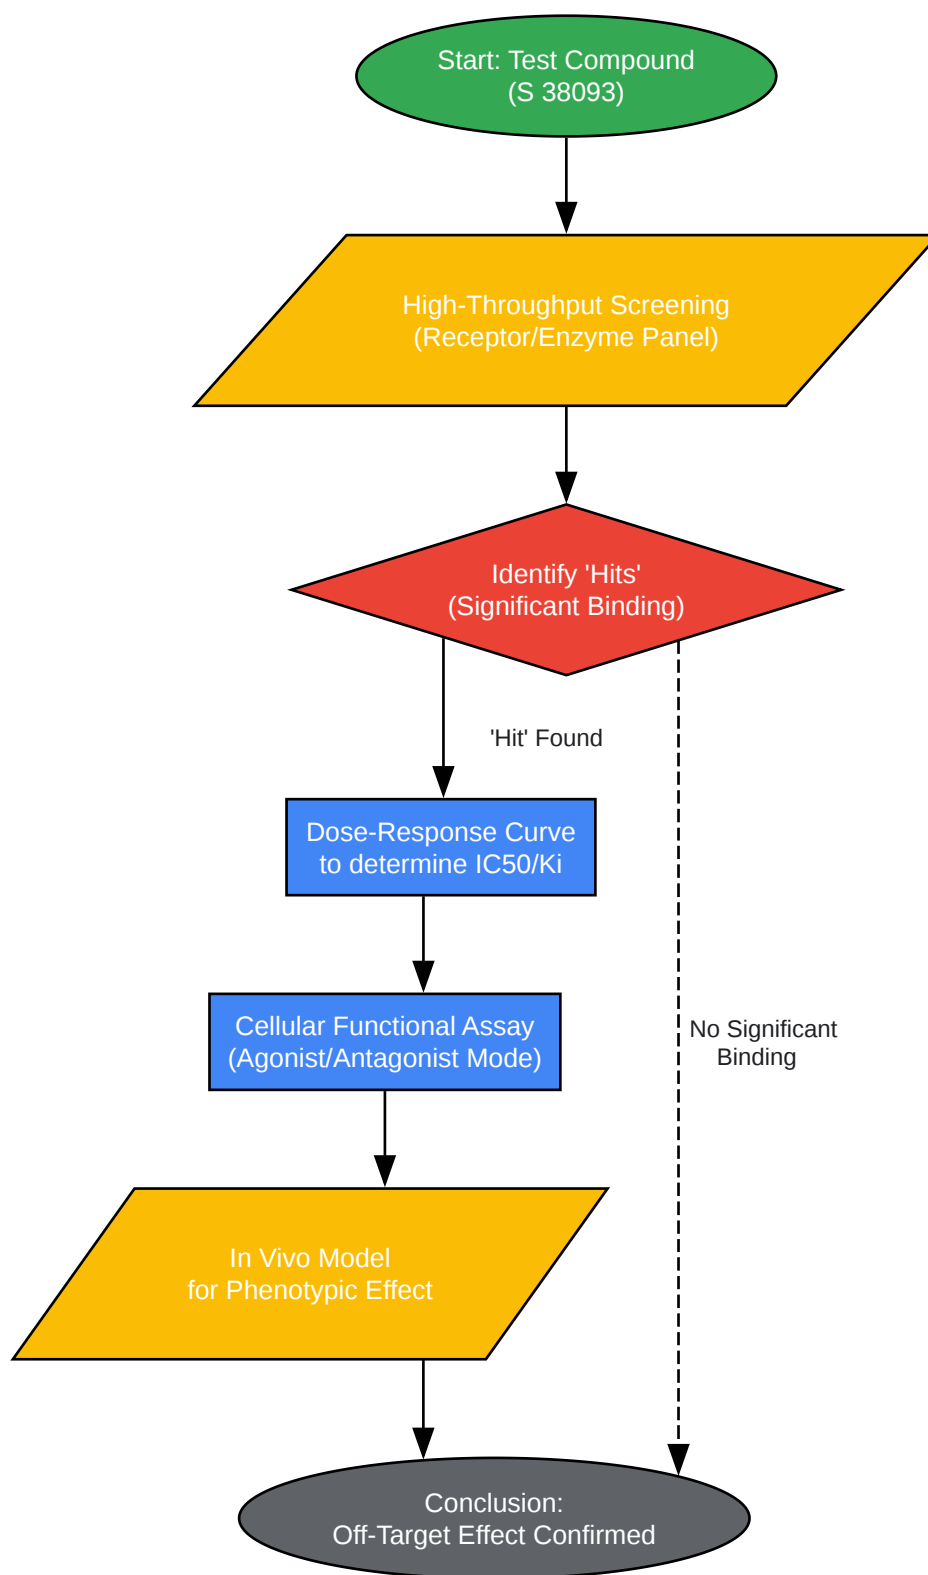 Start: Test Compound
(S 38093)
High-Throughput Screening
(Receptor/Enzyme Panel)
Identify 'Hits'
(Significant Binding)
'Hit' Found
Dose-Response Curve
to determine IC50/Ki
Cellular Functional Assay
(Agonist/Antagonist Mode)
No Significant
Binding
In Vivo Model
for Phenotypic Effect
Conclusion:
Off-Target Effect Confirmed